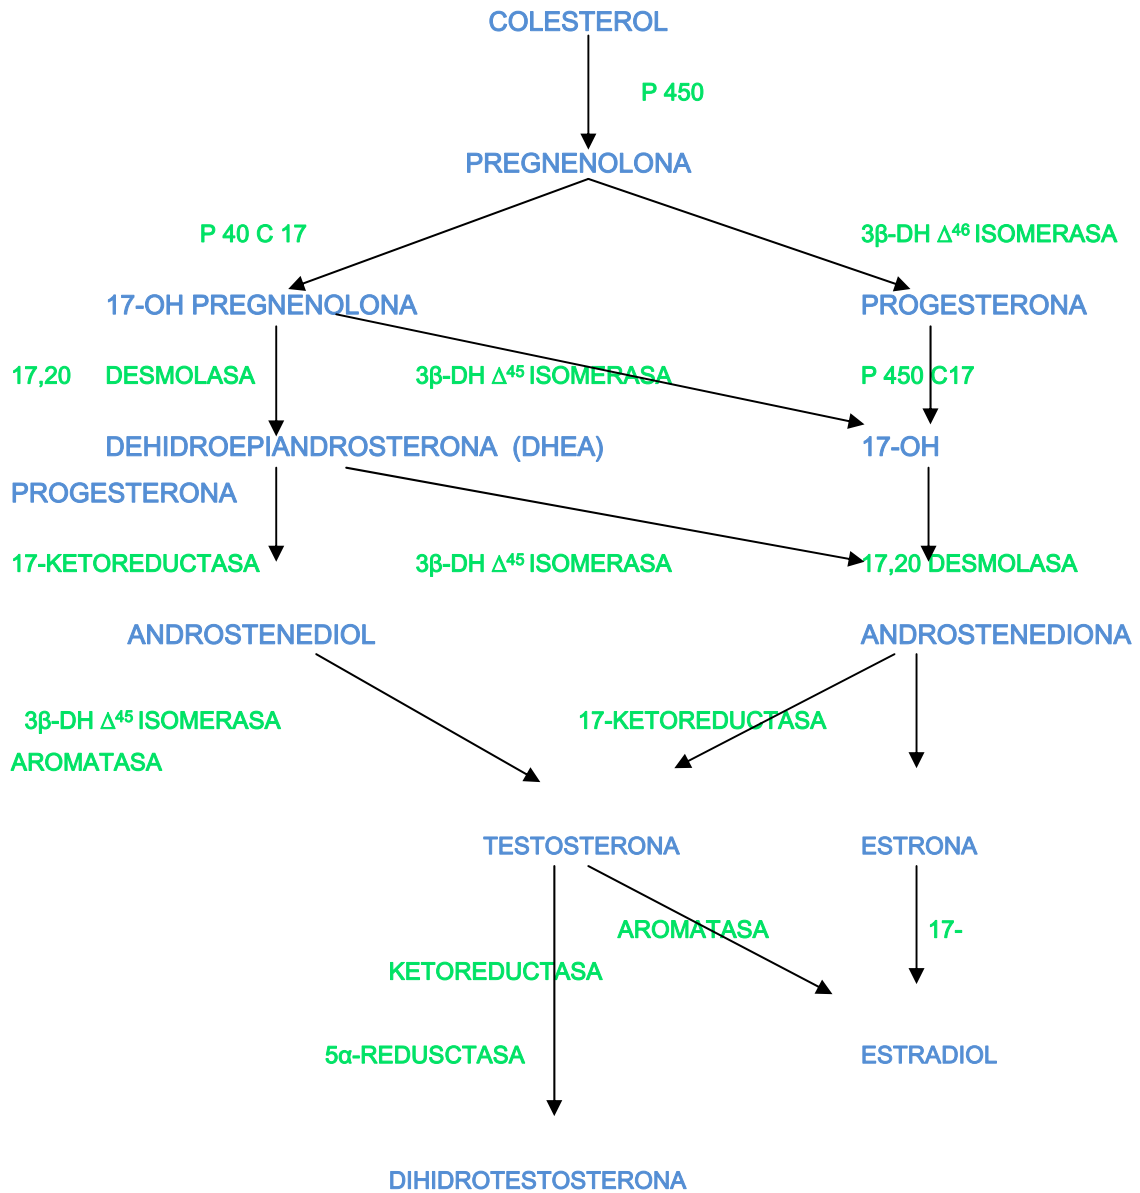 COLESTEROL
P 450
PREGNENOLONA
P 40 C 17 3β-DH Δ⁴⁶ ISOMERASA
17-OH PREGNENOLONA PROGESTERONA
17,20 DESMOLASA 3β-DH Δ⁴⁵ ISOMERASA P 450 C17
DEHIDROEPIANDROSTERONA (DHEA) 17-OH
PROGESTERONA
17-KETOREDUCTASA 3β-DH Δ⁴⁵ ISOMERASA 17,20 DESMOLASA
ANDROSTENEDIOL ANDROSTENEDIONA
3β-DH Δ⁴⁵ ISOMERASA 17-KETOREDUCTASA
AROMATASA
TESTOSTERONA ESTRONA
AROMATASA 17-
KETOREDUCTASA
5α-REDUSCTASA ESTRADIOL
DIHIDROTESTOSTERONA